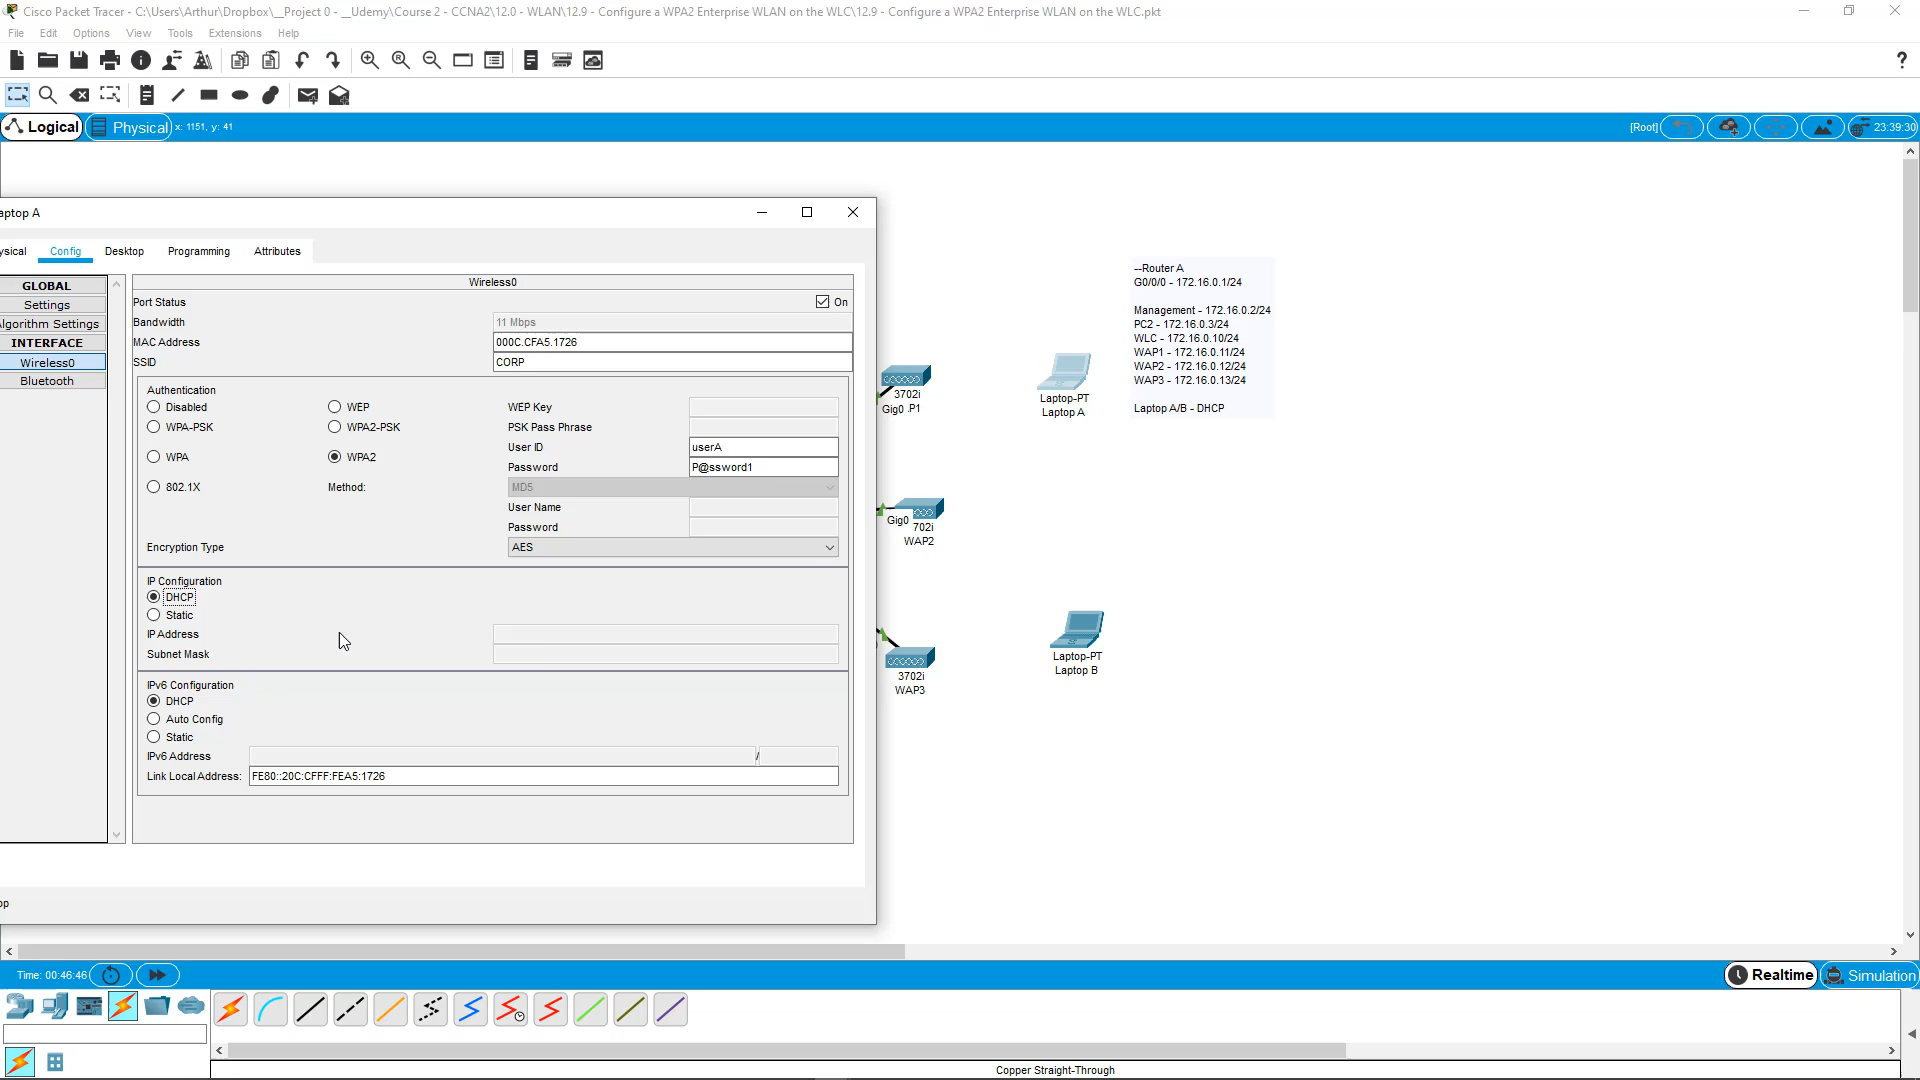 Cisco Packet Tracer - C:\Users\Arthur\Dropbox\__Project 0 - __Udemy\Course 2 - CCNA2\12.0 - WLAN\12.9 - Configure a WPA2 Enterprise WLAN on the WLC\12.9 - Configure a WPA2 Enterprise WLAN on the WLC.pkt
File Edit Options View Tools Extensions Help
Logical Physical x: 1151, y: 41 [Root] 23:39:30
aptop A
ysical Config Desktop Programming Attributes
GLOBAL
Settings
lgorithm Settings
INTERFACE
Wireless0
Bluetooth
Wireless0
Port Status On
Bandwidth 11 Mbps
MAC Address 000C.CFA5.1726
SSID CORP
Authentication
Disabled WEP WEP Key
WPA-PSK WPA2-PSK PSK Pass Phrase
User ID userA
WPA WPA2
Password P@ssword1
802.1X Method: MD5
User Name
Password
Encryption Type AES
IP Configuration
DHCP
Static
IP Address
Subnet Mask
IPv6 Configuration
DHCP
Auto Config
Static
IPv6 Address /
Link Local Address: FE80::20C:CFFF:FEA5:1726
op
3702i
Gig0 .P1
Gig0 702i
WAP2
3702i
WAP3
Laptop-PT
Laptop A
Laptop-PT
Laptop B
--Router A
G0/0/0 - 172.16.0.1/24
Management - 172.16.0.2/24
PC2 - 172.16.0.3/24
WLC - 172.16.0.10/24
WAP1 - 172.16.0.11/24
WAP2 - 172.16.0.12/24
WAP3 - 172.16.0.13/24
Laptop A/B - DHCP
Time: 00:46:46 Realtime Simulation
Copper Straight-Through